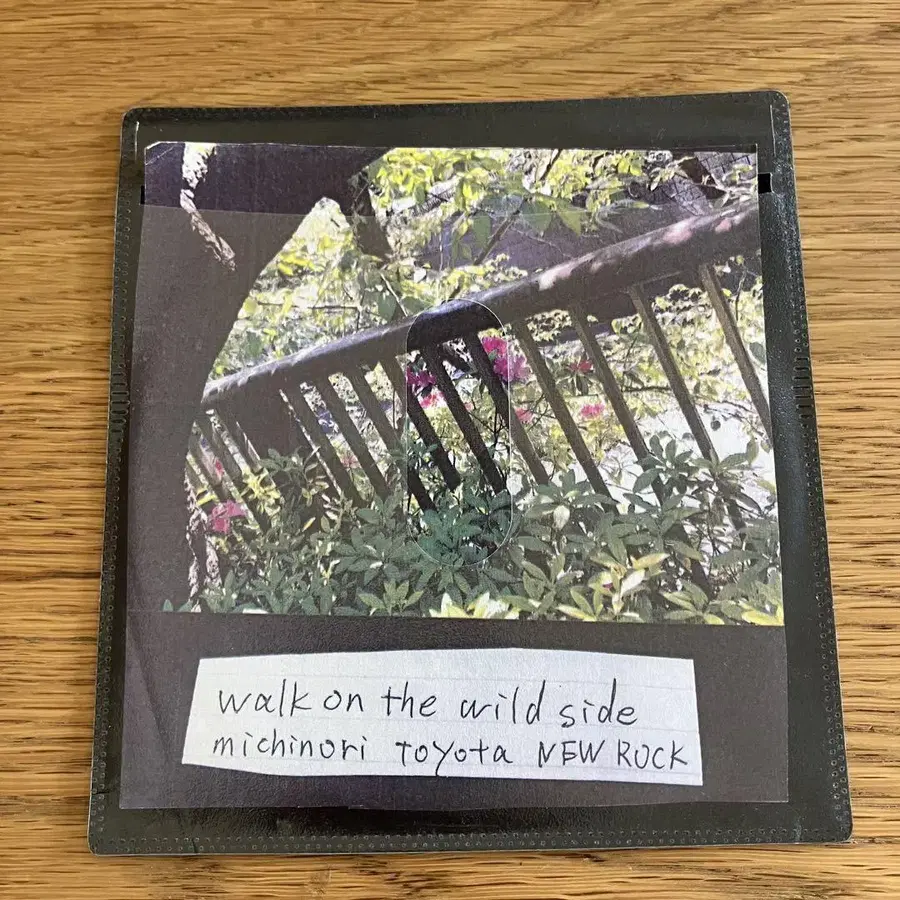 walk on the wild side
michinori Toyota NEW ROCK